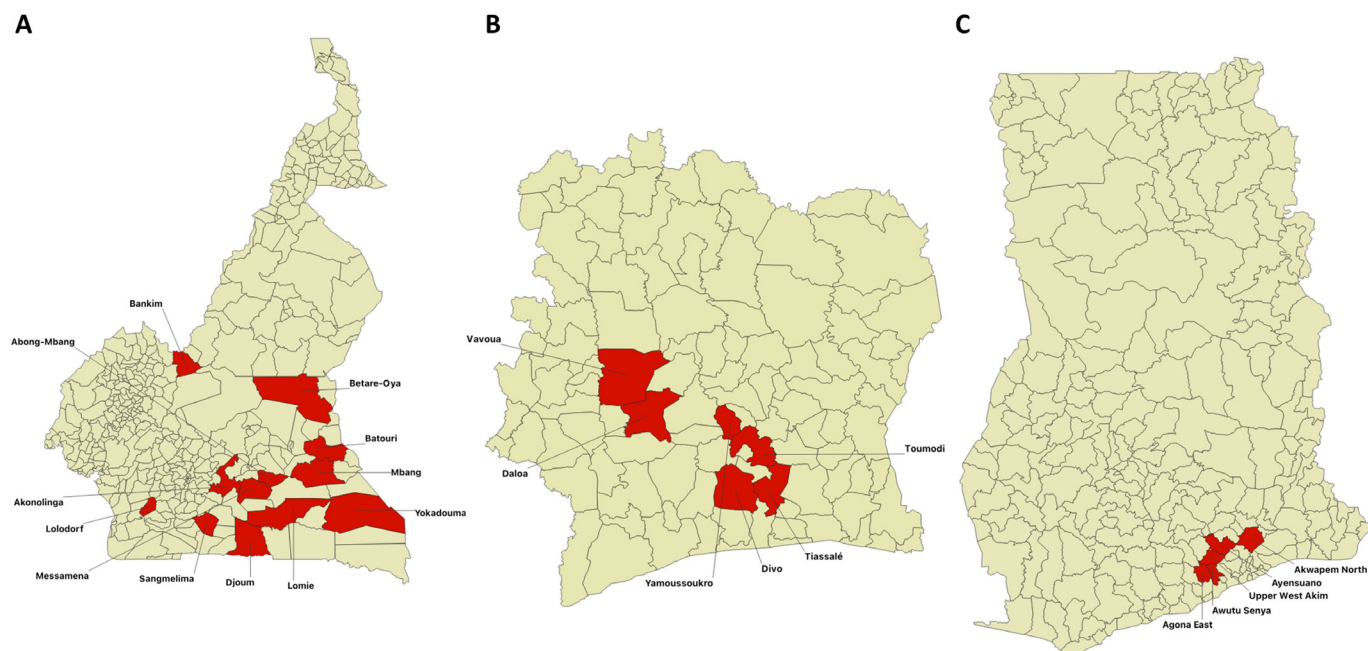 A
B
C
Bankim
Abong-Mbang
Betare-Oya
Batouri
Mbang
Akonolinga
Lolodorf
Yokadouma
Messamena
Sangmelima
Djoum
Lomie
Vavoua
Toumodi
Daloa
Tiassalé
Divo
Yamoussoukro
Akwapem North
Ayensuano
Upper West Akim
Awutu Senya
Agona East